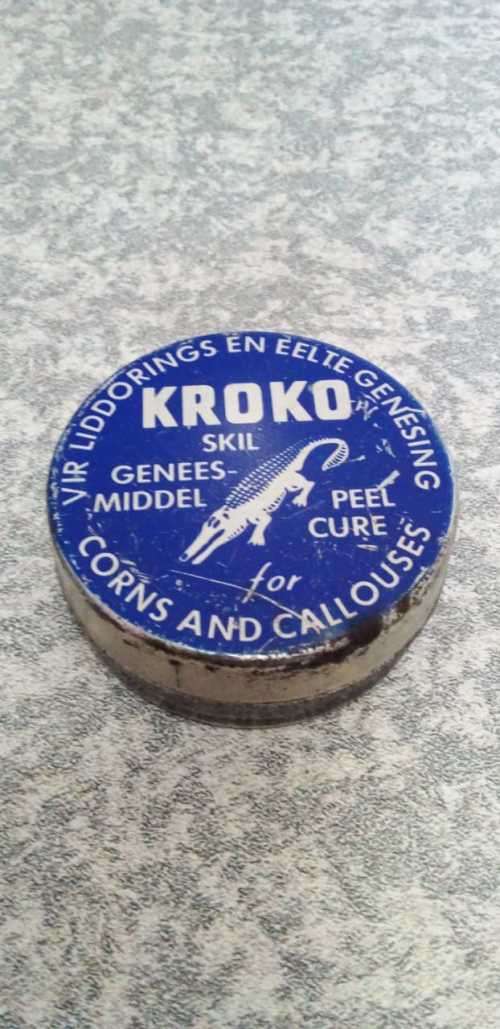 VIR LIDDORINGS EN EELTE GENESING
KROKO
SKIL
GENEES-
MIDDEL
PEEL
CURE
for
CORNS AND CALLOUSES